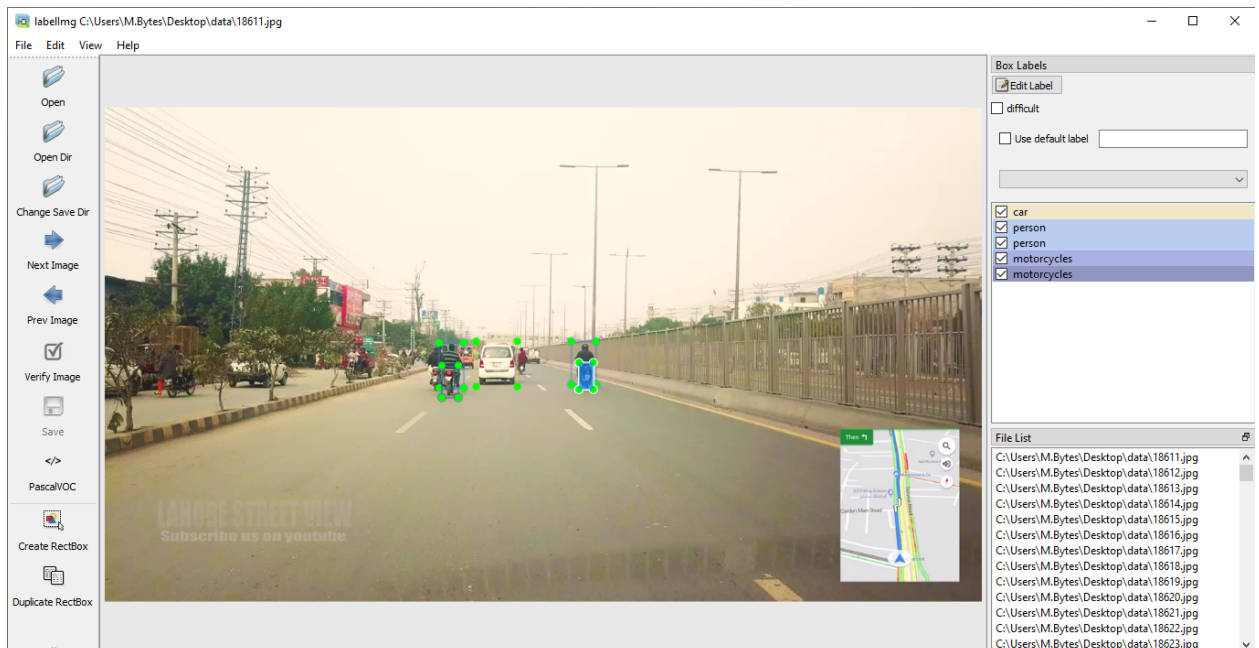 labelImg C:\Users\M.Bytes\Desktop\data\18611.jpg
File Edit View Help
Open
Open Dir
Change Save Dir
Next Image
Prev Image
Verify Image
Save
</>
PascalVOC
Create RectBox
Duplicate RectBox
Then
Garden Main Road
LAHORE STREET VIEW
Subscribe us on youtube
Box Labels
Edit Label
difficult
Use default label
car
person
person
motorcycles
motorcycles
File List
C:\Users\M.Bytes\Desktop\data\18611.jpg
C:\Users\M.Bytes\Desktop\data\18612.jpg
C:\Users\M.Bytes\Desktop\data\18613.jpg
C:\Users\M.Bytes\Desktop\data\18614.jpg
C:\Users\M.Bytes\Desktop\data\18615.jpg
C:\Users\M.Bytes\Desktop\data\18616.jpg
C:\Users\M.Bytes\Desktop\data\18617.jpg
C:\Users\M.Bytes\Desktop\data\18618.jpg
C:\Users\M.Bytes\Desktop\data\18619.jpg
C:\Users\M.Bytes\Desktop\data\18620.jpg
C:\Users\M.Bytes\Desktop\data\18621.jpg
C:\Users\M.Bytes\Desktop\data\18622.jpg
C:\Users\M.Bytes\Desktop\data\18623.jpg